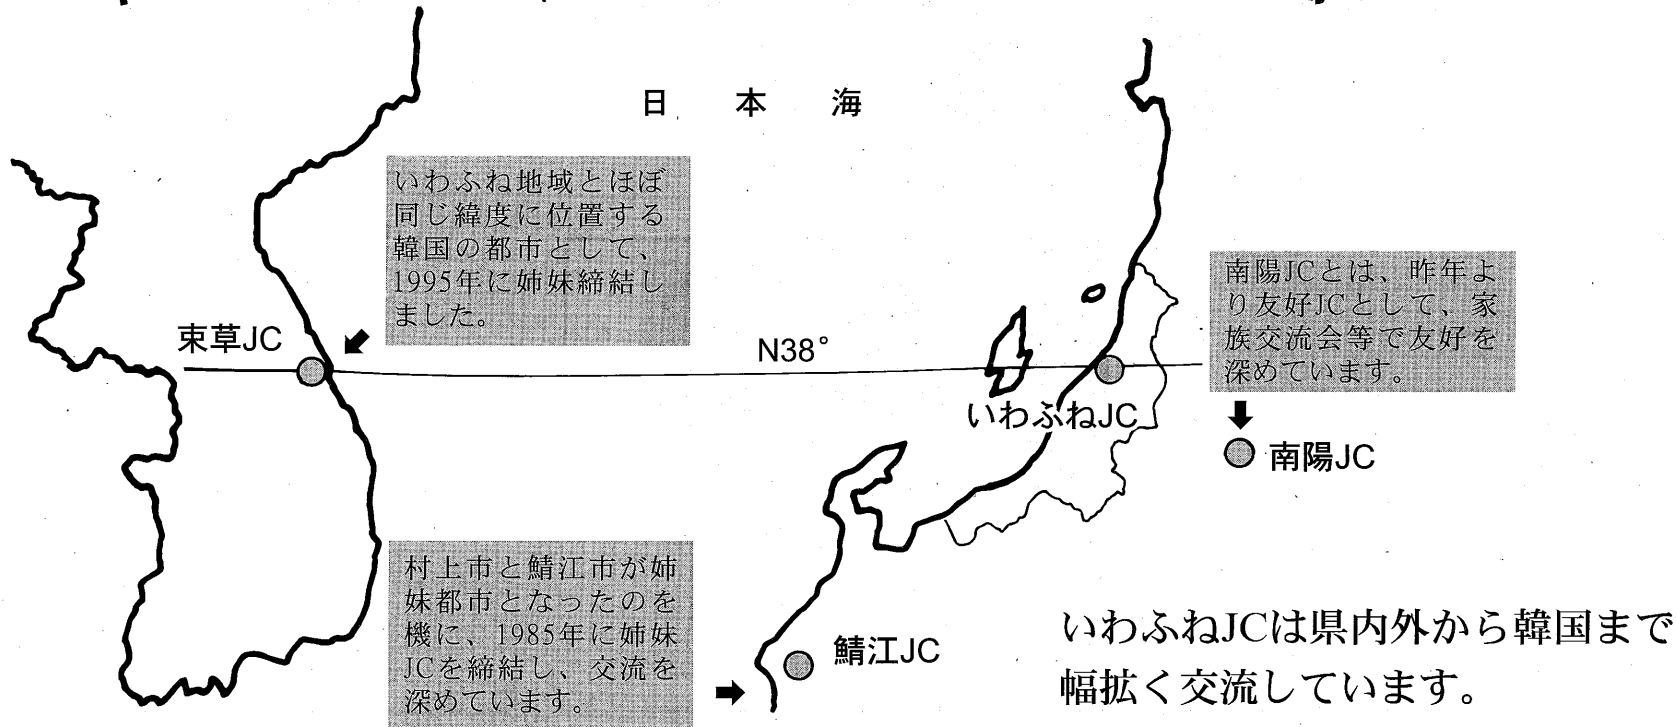 日本海
いわふね地域とほぼ
同じ緯度に位置する
韓国の都市として、
1995年に姉妹締結し
ました。
束草JC
N38°
南陽JCとは、昨年よ
り友好JCとして、家
族交流会等で友好を
深めています。
いわふねJC
南陽JC
村上市と鯖江市が姉
妹都市となったのを
機に、1985年に姉妹
JCを締結し、交流を
深めています。
鯖江JC
いわふねJCは県内外から韓国まで
幅拡く交流しています。